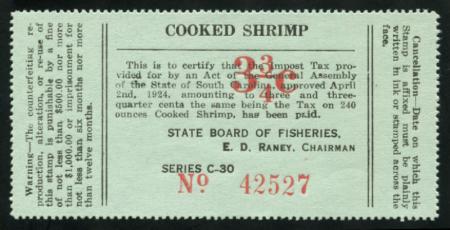 COOKED SHRIMP
This is to certify that the Impost Tax pro-
vided for by an Act of the General Assembly
of the State of South approved April
2nd, 1924, amounting to three and three-
quarter cents the same being the Tax on 240
ounces Cooked Shrimp, has been paid.
3¾c
STATE BOARD OF FISHERIES,
E. D. RANEY, CHAIRMAN
SERIES C-30
No. 42527
Warning—The counterfeiting re-
production, alteration, or re-use of
this stamp is punishable by a fine
of not less than $500.00 nor more
than $1,000.00 or imprisonment for
not less than six months nor more
than twelve months.
Cancellation—Date on which this
Stamp is affixed must be plainly
written in ink or stamped across the
face.